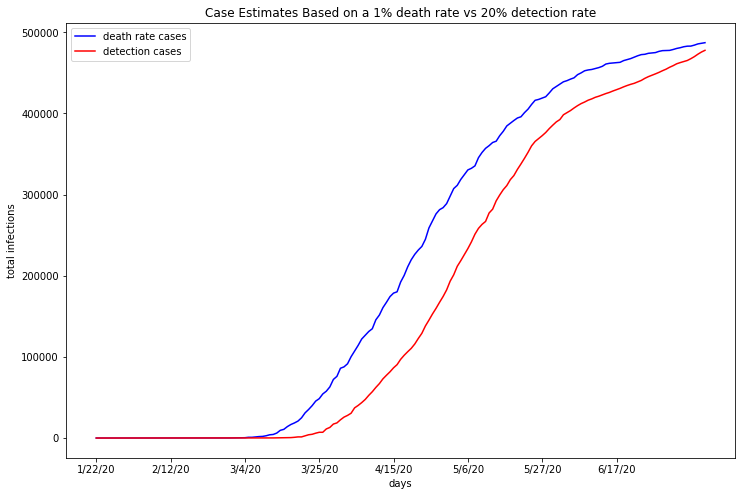 Case Estimates Based on a 1% death rate vs 20% detection rate
death rate cases
detection cases
500000
400000
300000
200000
100000
0
total infections
1/22/20 2/12/20 3/4/20 3/25/20 4/15/20 5/6/20 5/27/20 6/17/20
days